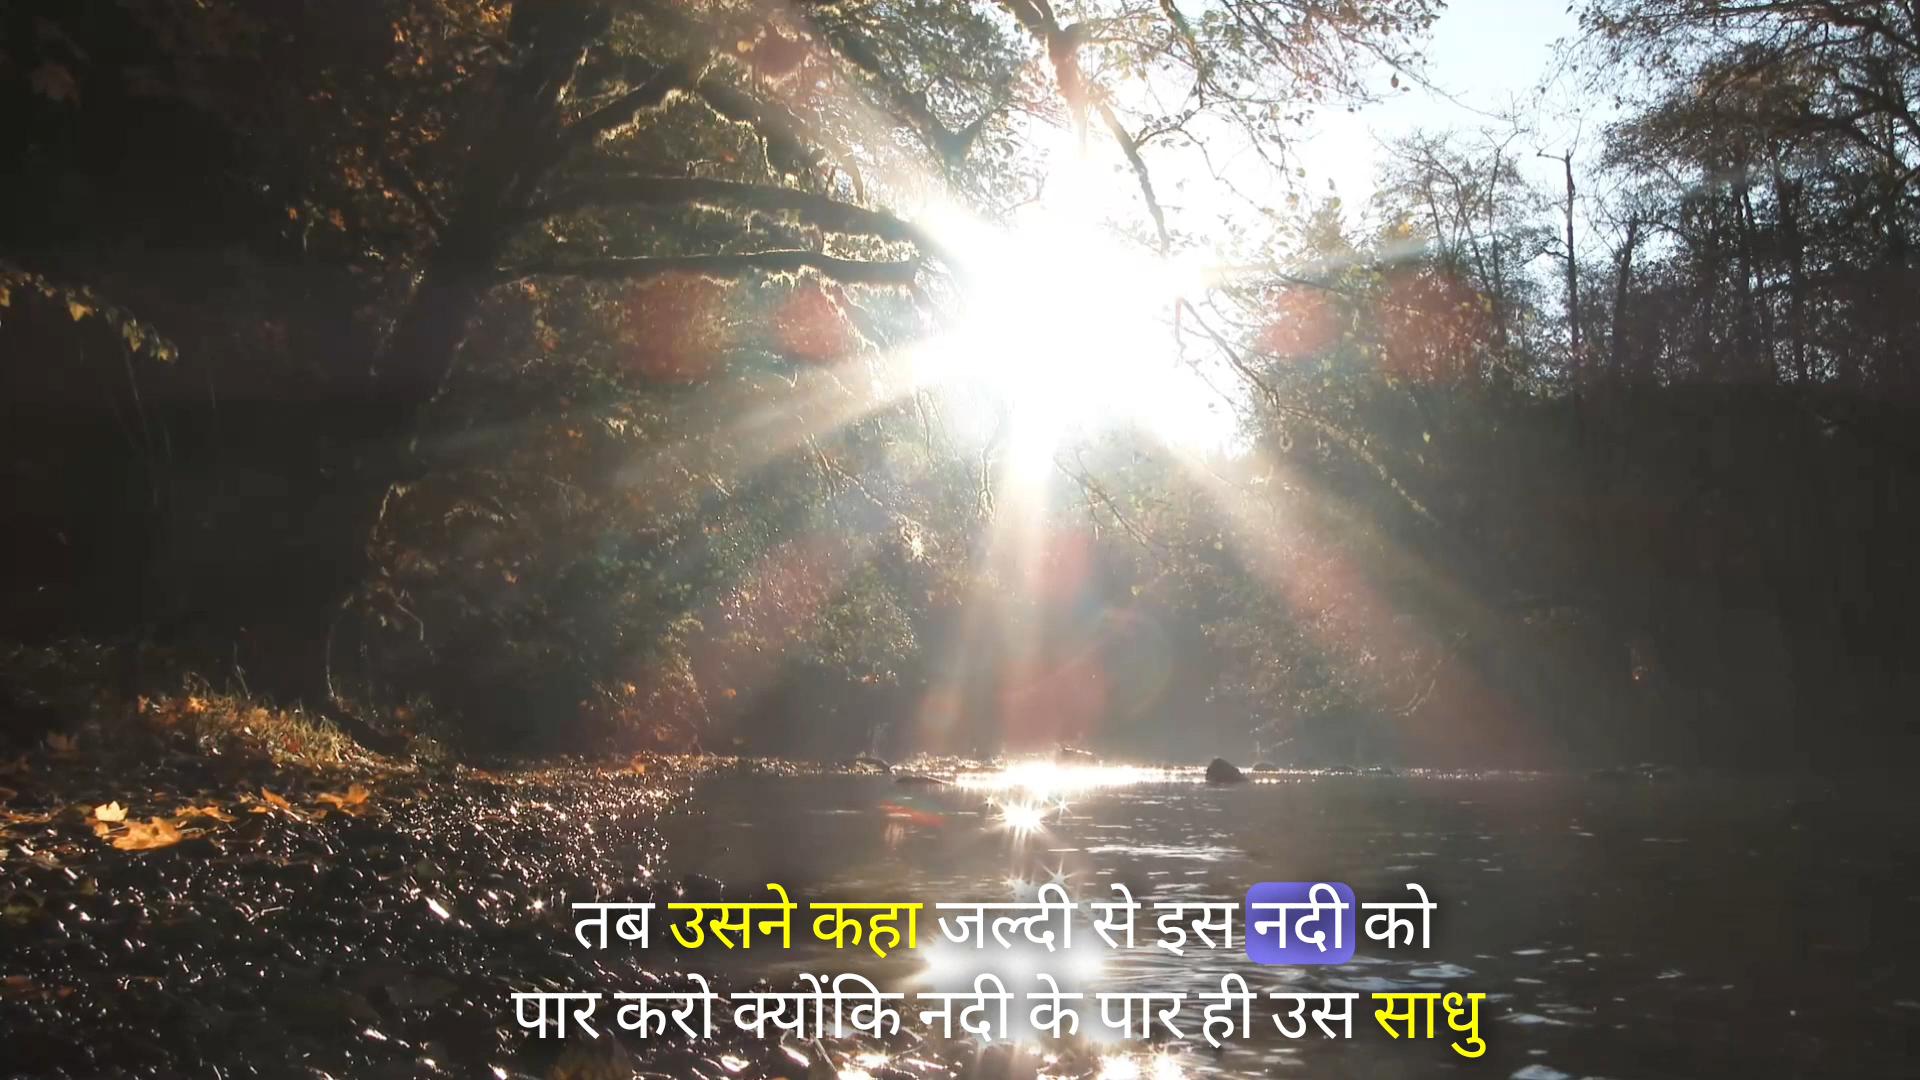 तब उसने कहा जल्दी से इस नदी को
पार करो क्योंकि नदी के पार ही उस साधु